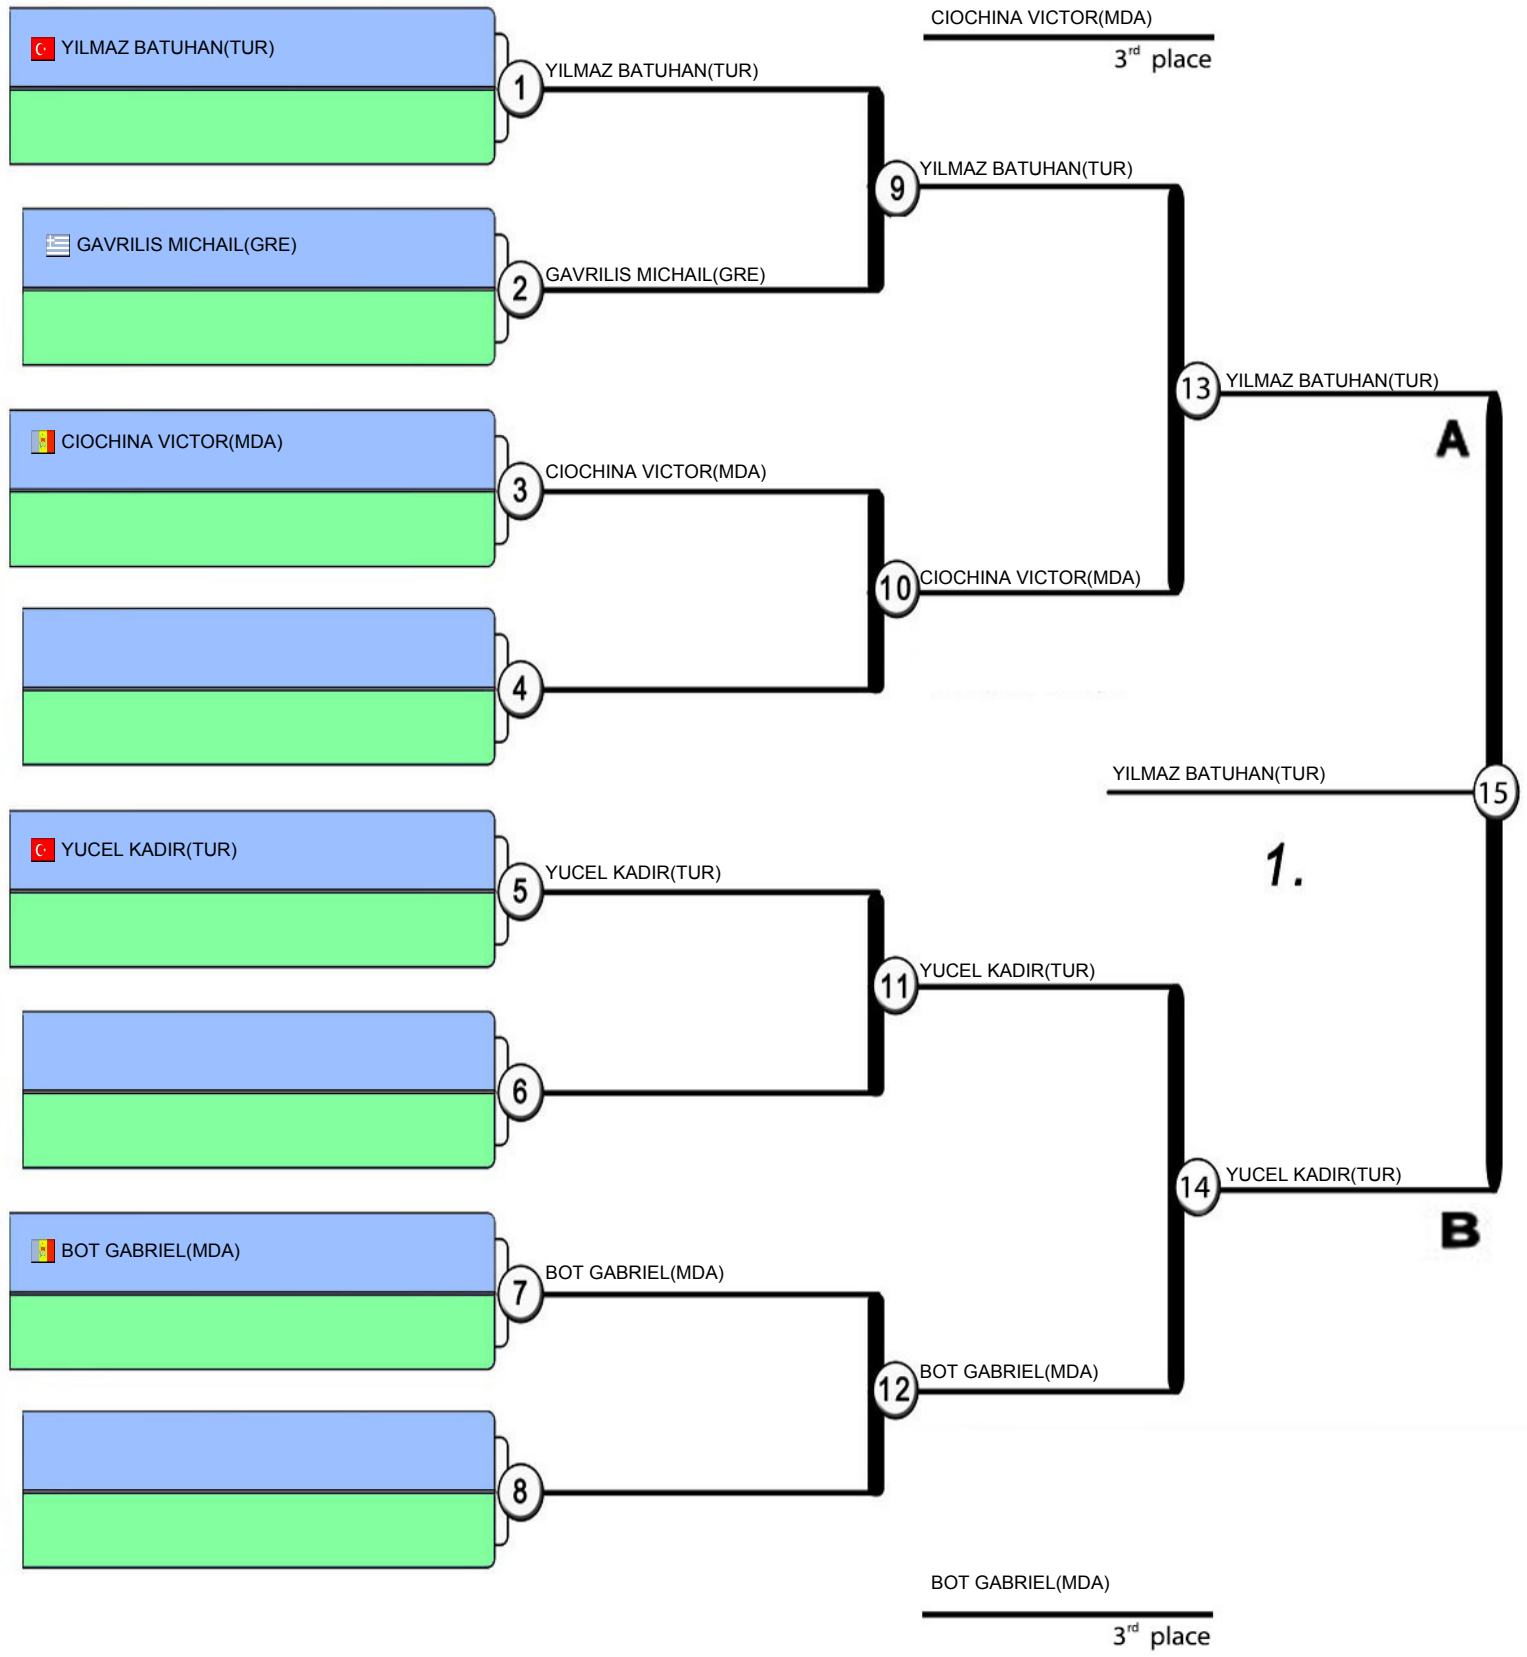 CIOCHINA VICTOR(MDA)
3rd place
YILMAZ BATUHAN(TUR)
1
YILMAZ BATUHAN(TUR)
9
YILMAZ BATUHAN(TUR)
GAVRILIS MICHAIL(GRE)
2
GAVRILIS MICHAIL(GRE)
13
YILMAZ BATUHAN(TUR)
A
CIOCHINA VICTOR(MDA)
3
CIOCHINA VICTOR(MDA)
10
CIOCHINA VICTOR(MDA)
4
YILMAZ BATUHAN(TUR)
15
1.
YUCEL KADIR(TUR)
5
YUCEL KADIR(TUR)
11
YUCEL KADIR(TUR)
6
14
YUCEL KADIR(TUR)
B
BOT GABRIEL(MDA)
7
BOT GABRIEL(MDA)
12
BOT GABRIEL(MDA)
8
BOT GABRIEL(MDA)
3rd place